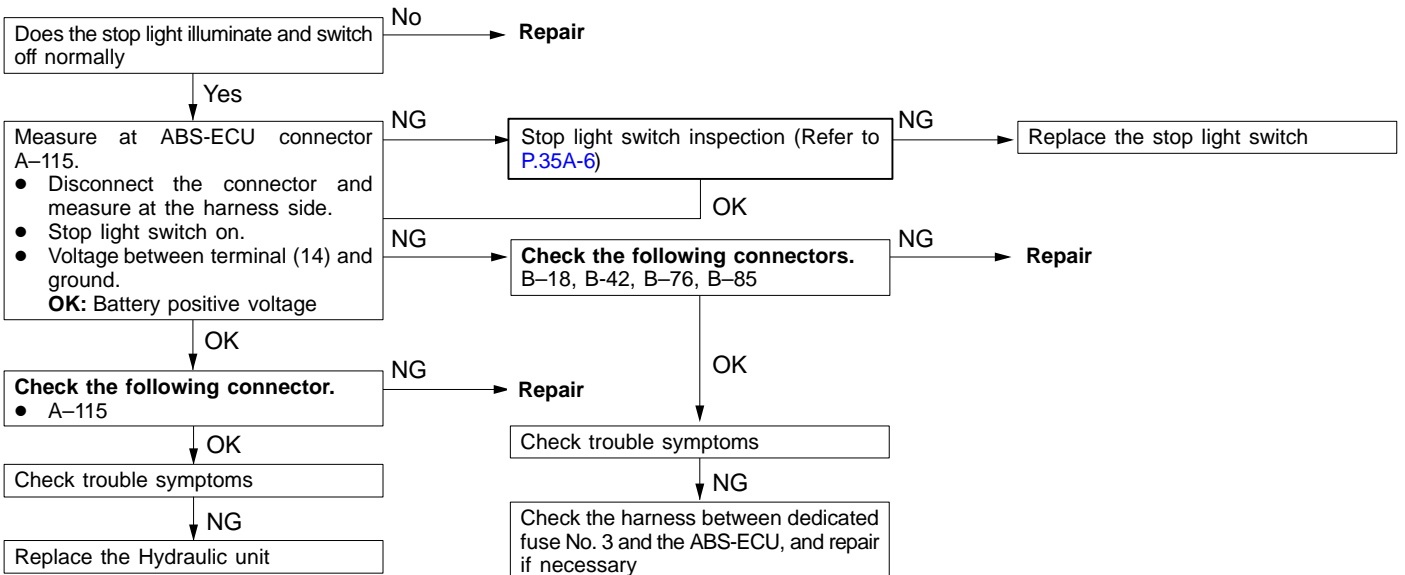 Does the stop light illuminate and switch
off normally
No
Repair
Yes
Measure at ABS-ECU connector
A–115.
● Disconnect the connector and
measure at the harness side.
● Stop light switch on.
● Voltage between terminal (14) and
ground.
OK: Battery positive voltage
NG
Stop light switch inspection (Refer to
P.35A-6)
NG
Replace the stop light switch
OK
NG
Check the following connectors.
B–18, B-42, B–76, B–85
NG
Repair
OK
Check the following connector.
● A–115
NG
Repair
OK
OK
Check trouble symptoms
Check trouble symptoms
NG
NG
Replace the Hydraulic unit
Check the harness between dedicated
fuse No. 3 and the ABS-ECU, and repair
if necessary